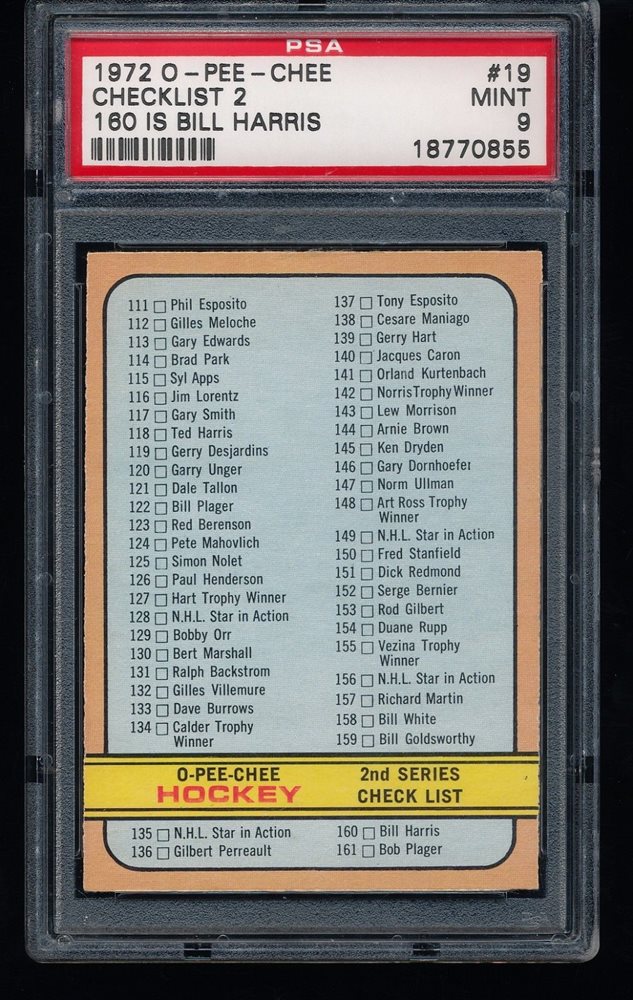 PSA
1972 O-PEE-CHEE #19
CHECKLIST 2 MINT
160 IS BILL HARRIS 9
18770855
111 Phil Esposito
112 Gilles Meloche
113 Gary Edwards
114 Brad Park
115 Syl Apps
116 Jim Lorentz
117 Gary Smith
118 Ted Harris
119 Gerry Desjardins
120 Garry Unger
121 Dale Tallon
122 Bill Plager
123 Red Berenson
124 Pete Mahovlich
125 Simon Nolet
126 Paul Henderson
127 Hart Trophy Winner
128 N.H.L. Star in Action
129 Bobby Orr
130 Bert Marshall
131 Ralph Backstrom
132 Gilles Villemure
133 Dave Burrows
134 Calder Trophy
Winner
137 Tony Esposito
138 Cesare Maniago
139 Gerry Hart
140 Jacques Caron
141 Orland Kurtenbach
142 Norris Trophy Winner
143 Lew Morrison
144 Arnie Brown
145 Ken Dryden
146 Gary Dornhoefer
147 Norm Ullman
148 Art Ross Trophy
Winner
149 N.H.L. Star in Action
150 Fred Stanfield
151 Dick Redmond
152 Serge Bernier
153 Rod Gilbert
154 Duane Rupp
155 Vezina Trophy
Winner
156 N.H.L. Star in Action
157 Richard Martin
158 Bill White
159 Bill Goldsworthy
O-PEE-CHEE 2nd SERIES
HOCKEY CHECK LIST
135 N.H.L. Star in Action
136 Gilbert Perreault
160 Bill Harris
161 Bob Plager